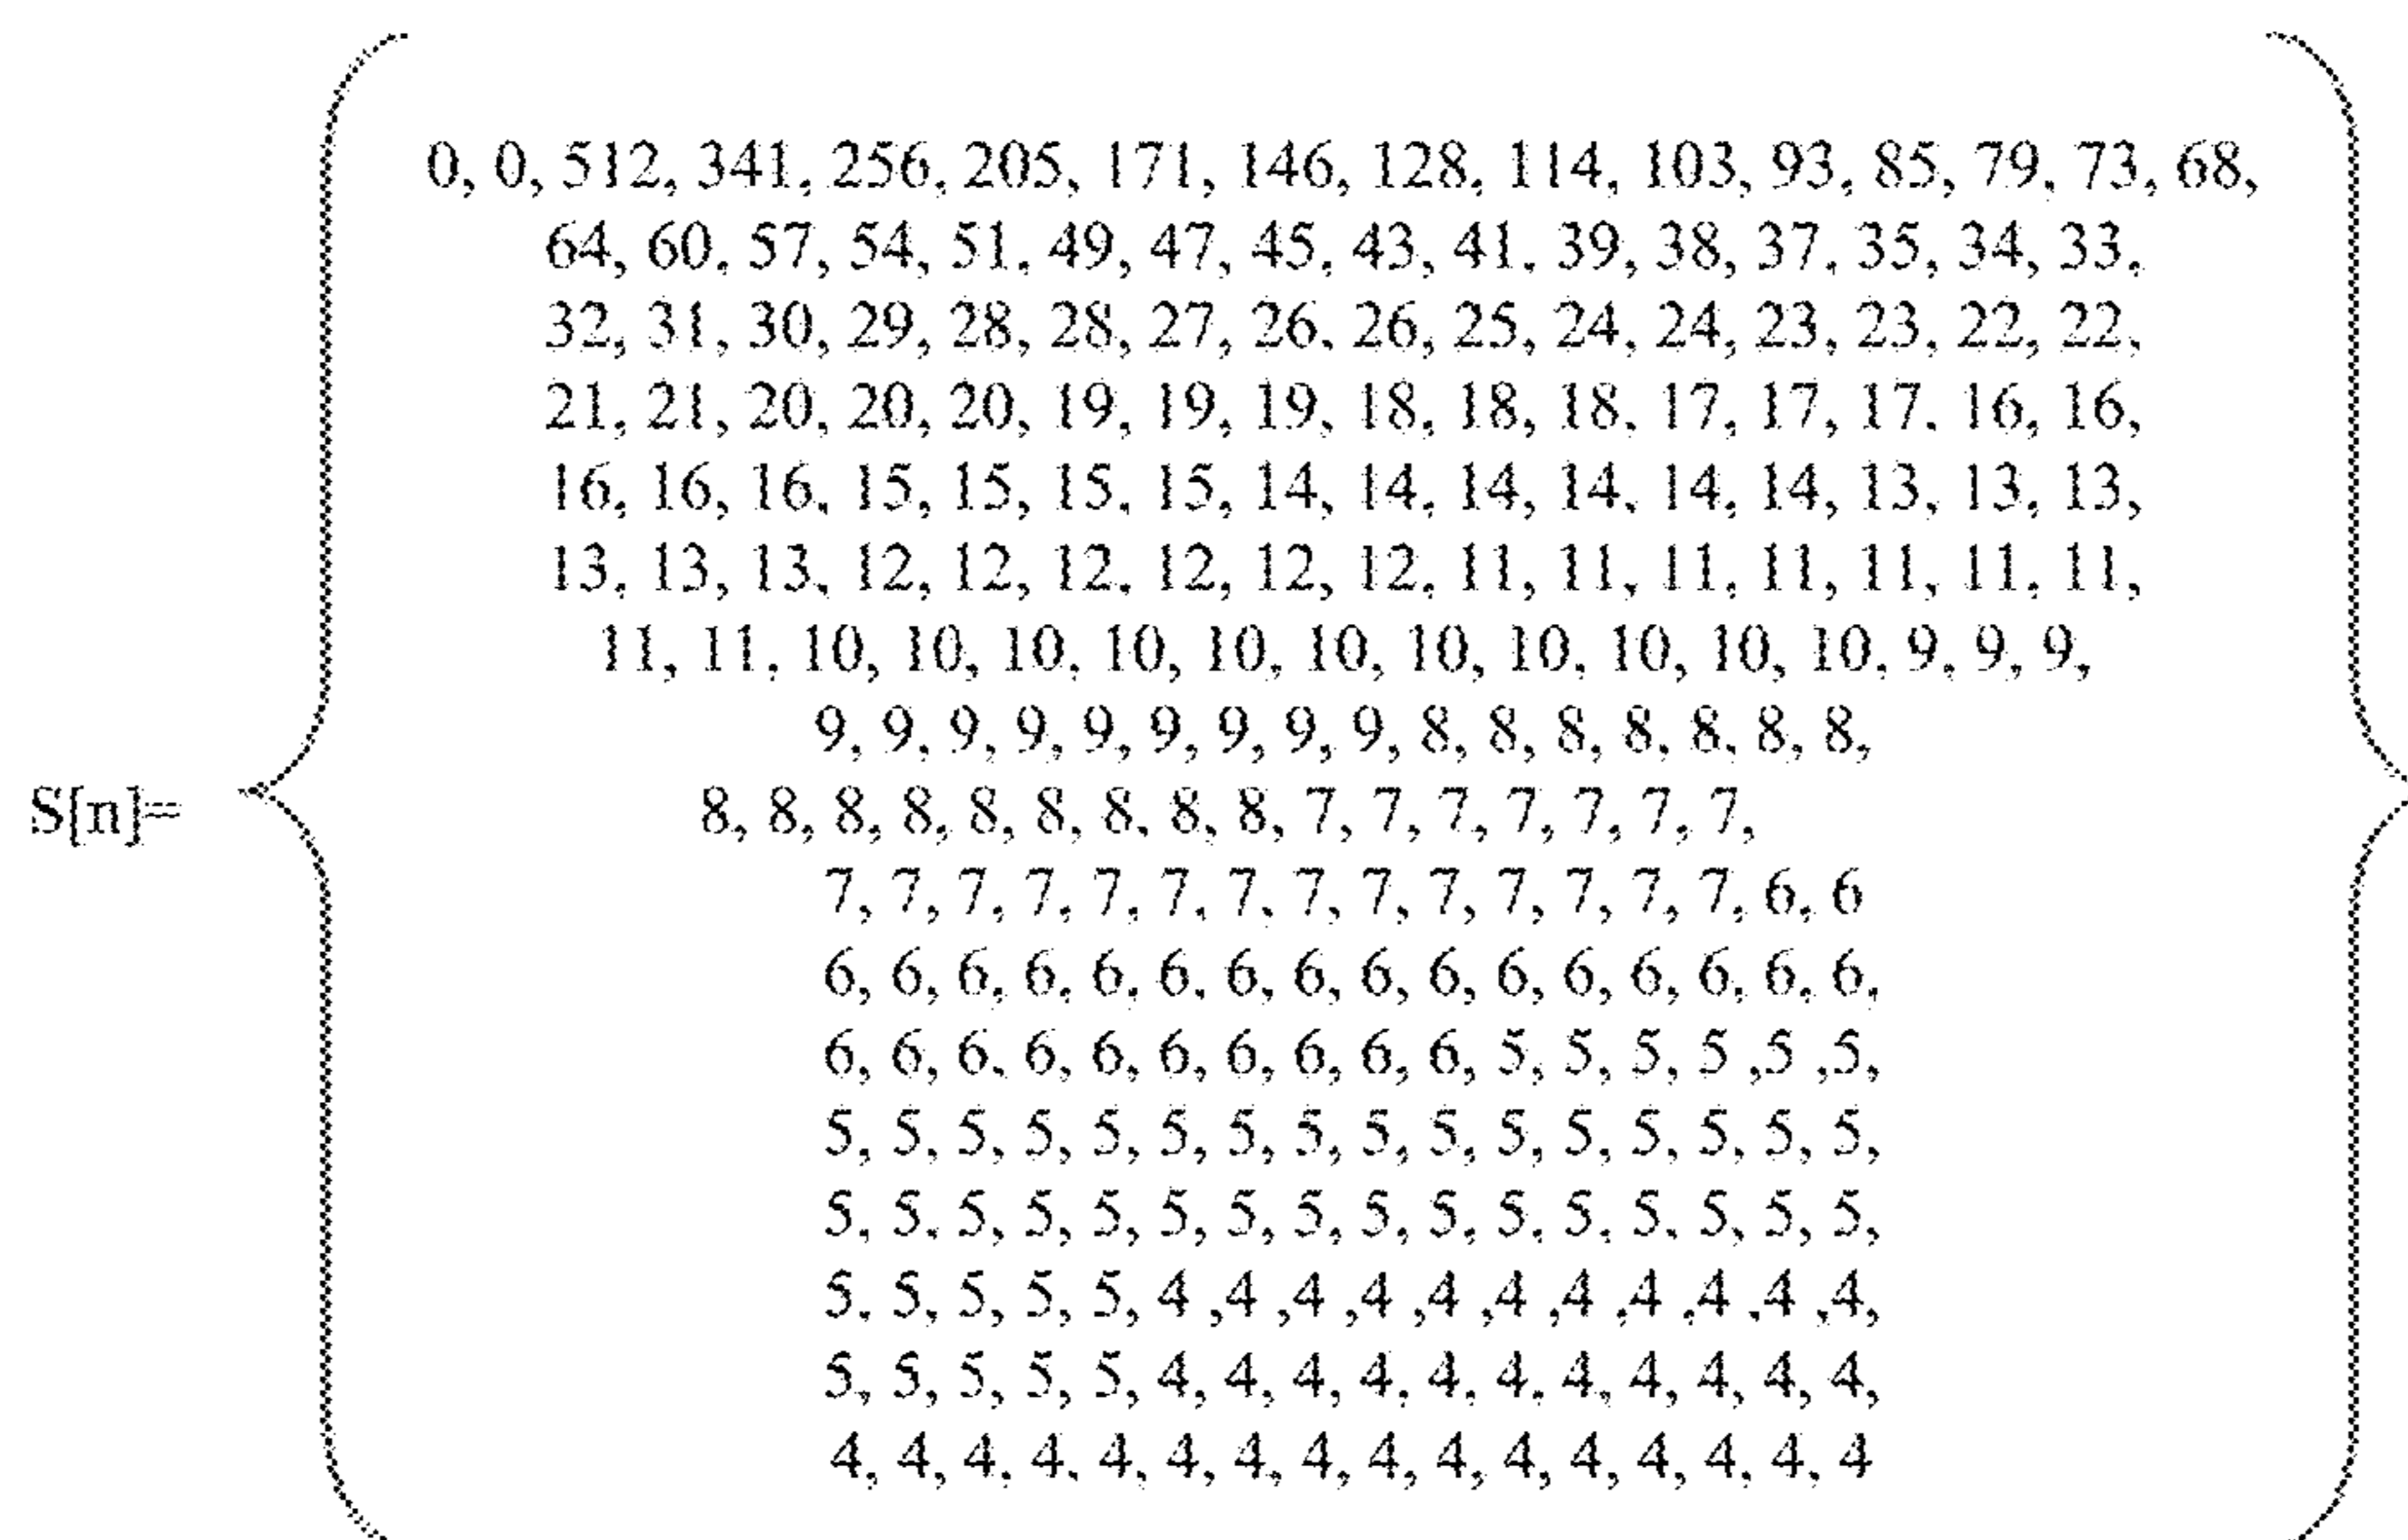 0, 0, 512, 341, 256, 205, 171, 146, 128, 114, 103, 93, 85, 79, 73, 68,
64, 60, 57, 54, 51, 49, 47, 45, 43, 41, 39, 38, 37, 35, 34, 33,
32, 31, 30, 29, 28, 28, 27, 26, 26, 25, 24, 24, 23, 23, 22, 22,
21, 21, 20, 20, 20, 19, 19, 19, 18, 18, 18, 17, 17, 17, 16, 16,
16, 16, 16, 15, 15, 15, 15, 14, 14, 14, 14, 14, 14, 13, 13, 13,
13, 13, 13, 12, 12, 12, 12, 12, 12, 11, 11, 11, 11, 11, 11, 11,
11, 11, 10, 10, 10, 10, 10, 10, 10, 10, 10, 10, 10, 9, 9, 9,
9, 9, 9, 9, 9, 9, 9, 9, 9, 8, 8, 8, 8, 8, 8, 8,
S[n]=
8, 8, 8, 8, 8, 8, 8, 8, 8, 7, 7, 7, 7, 7, 7, 7,
7, 7, 7, 7, 7, 7, 7, 7, 7, 7, 7, 7, 7, 7, 6, 6
6, 6, 6, 6, 6, 6, 6, 6, 6, 6, 6, 6, 6, 6, 6, 6,
6, 6, 6, 6, 6, 6, 6, 6, 6, 6, 5, 5, 5, 5 ,5 ,5,
5, 5, 5, 5, 5, 5, 5, 5, 5, 5, 5, 5, 5, 5, 5, 5,
5, 5, 5, 5, 5, 5, 5, 5, 5, 5, 5, 5, 5, 5, 5, 5,
5, 5, 5, 5, 5, 4 ,4 ,4 ,4 ,4 ,4 ,4 ,4 ,4 ,4 ,4,
5, 5, 5, 5, 5, 4, 4, 4, 4, 4, 4, 4, 4, 4, 4, 4,
4, 4, 4, 4, 4, 4, 4, 4, 4, 4, 4, 4, 4, 4, 4, 4